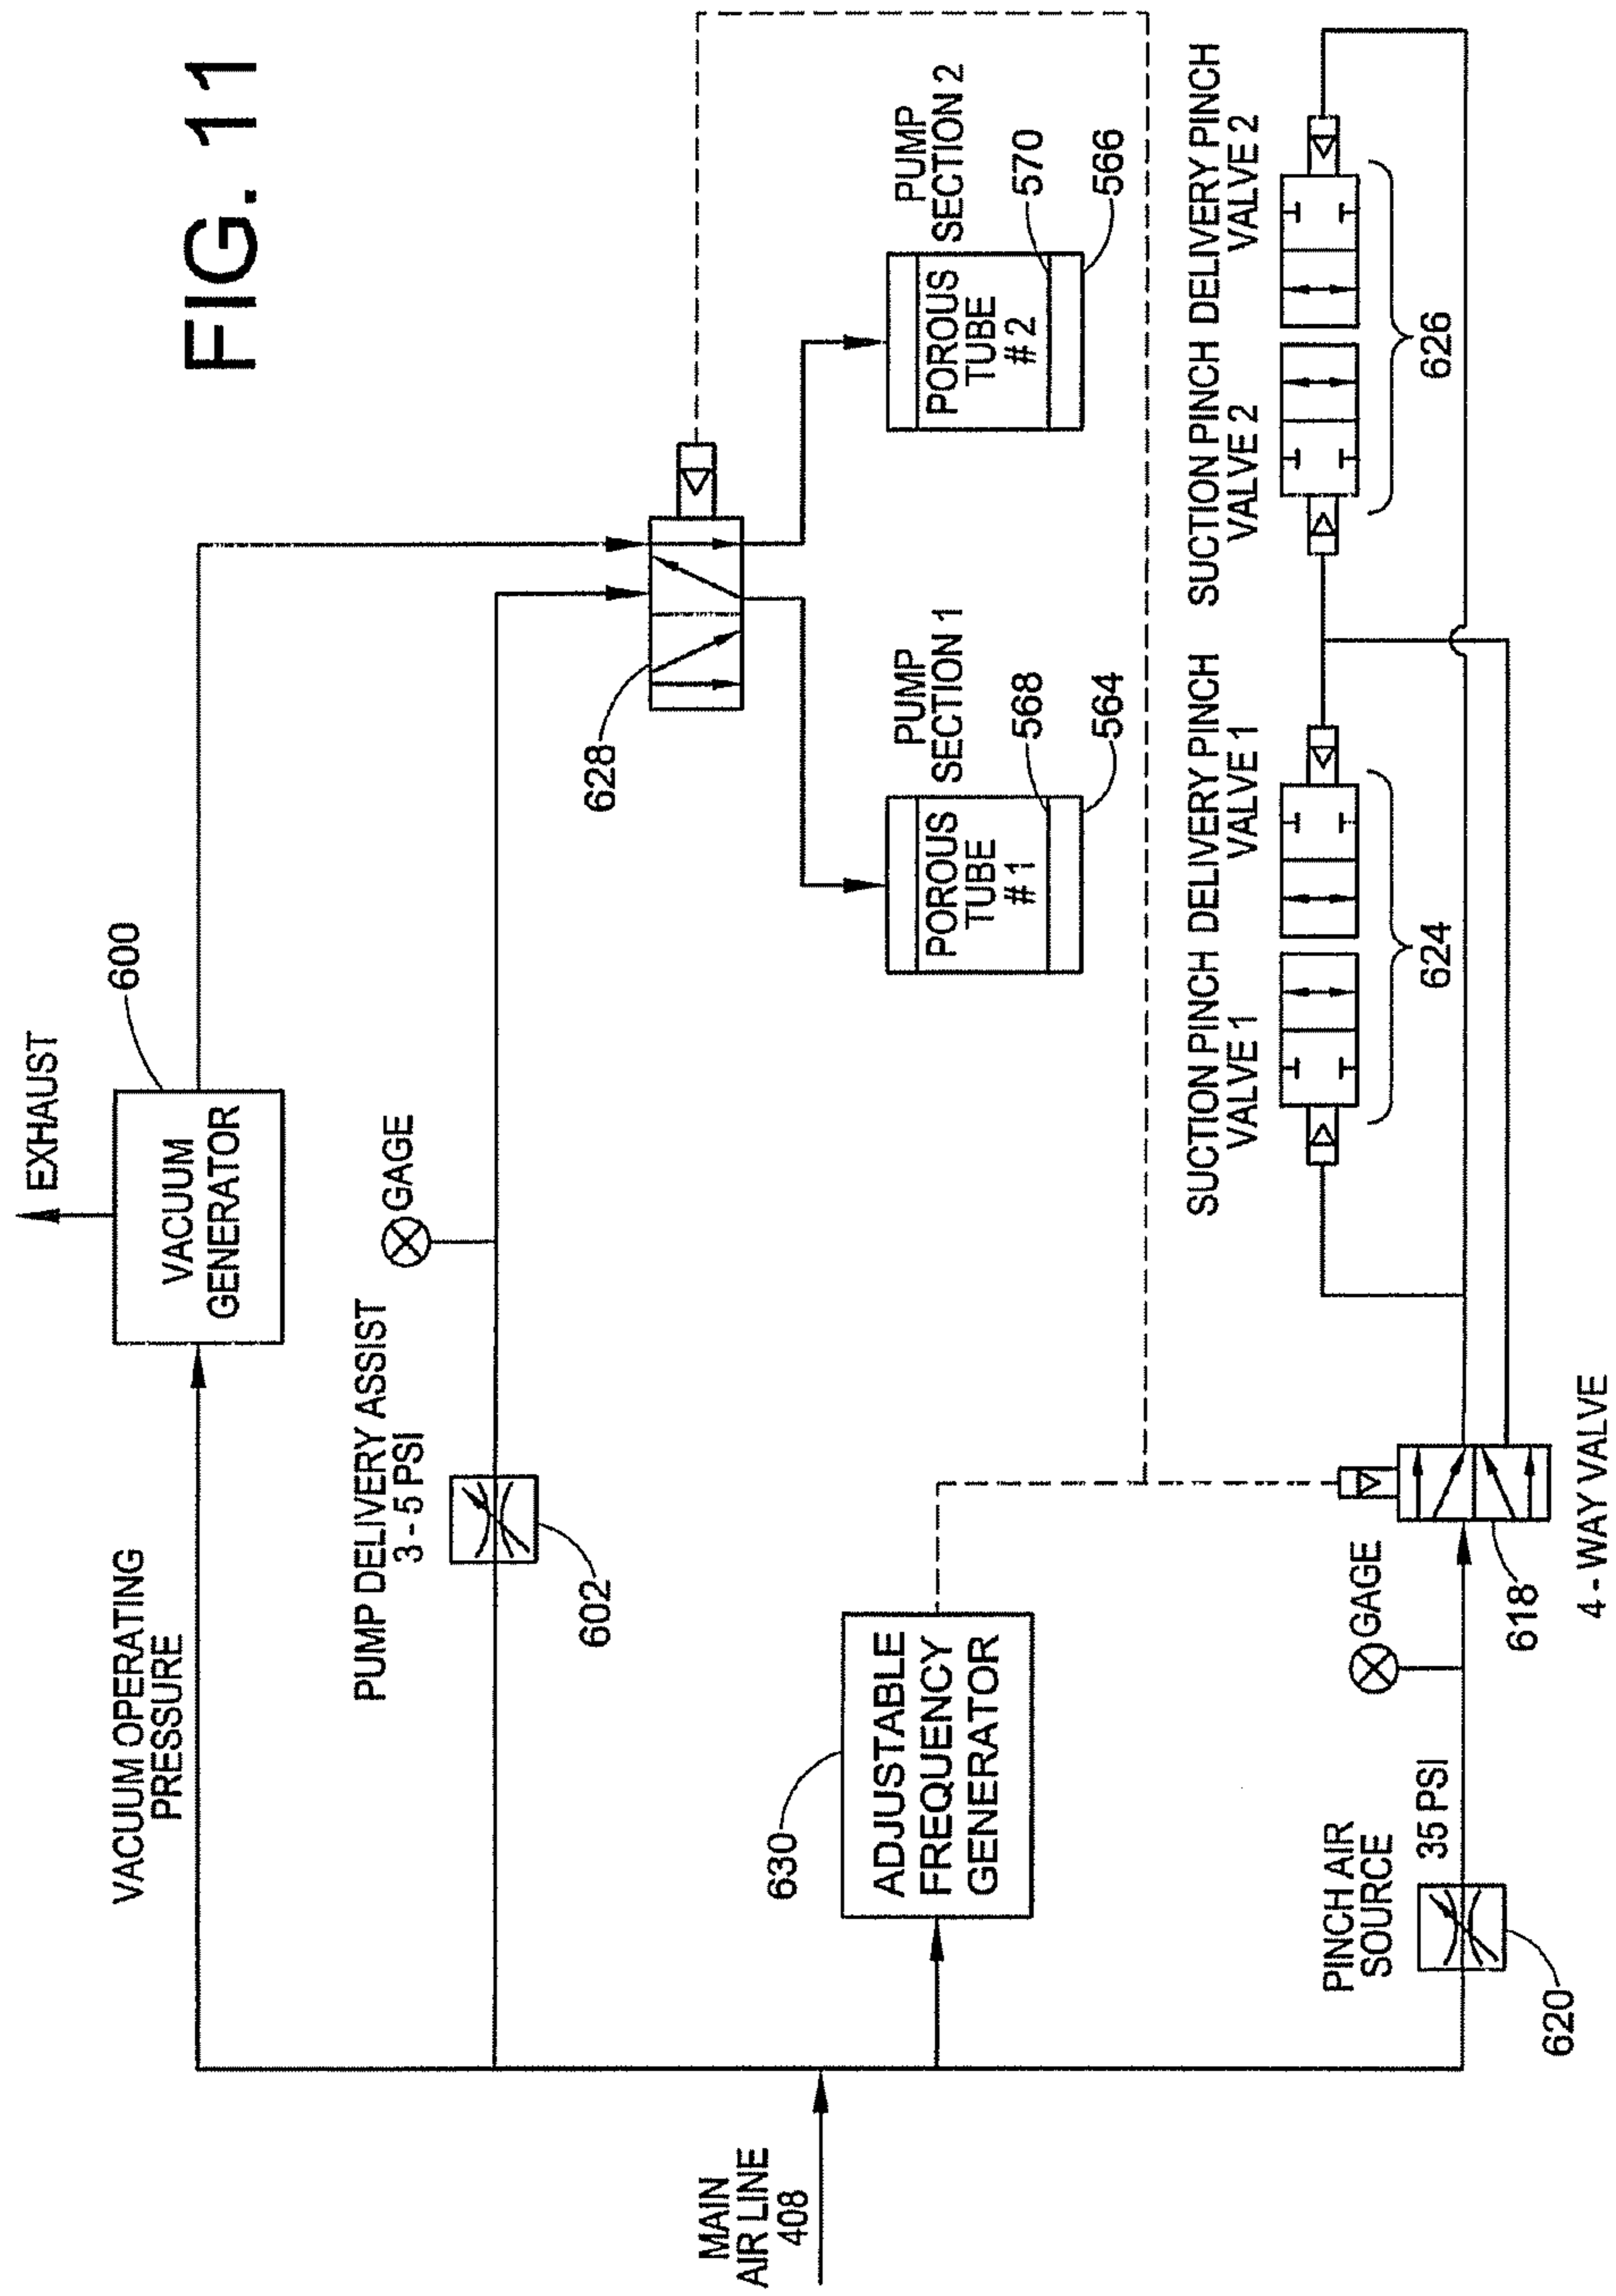 FIG. 11
EXHAUST
600
VACUUM
GENERATOR
VACUUM OPERATING
PRESSURE
GAGE
PUMP DELIVERY ASSIST
3 - 5 PSI
602
628
PUMP
SECTION 1
POROUS
TUBE
# 1
568
564
PUMP
SECTION 2
POROUS
TUBE
# 2
570
566
MAIN
AIR LINE
408
630
ADJUSTABLE
FREQUENCY
GENERATOR
SUCTION PINCH
VALVE 1
DELIVERY PINCH
VALVE 1
SUCTION PINCH
VALVE 2
DELIVERY PINCH
VALVE 2
624
626
PINCH AIR
SOURCE
35 PSI
620
GAGE
618
4 - WAY VALVE